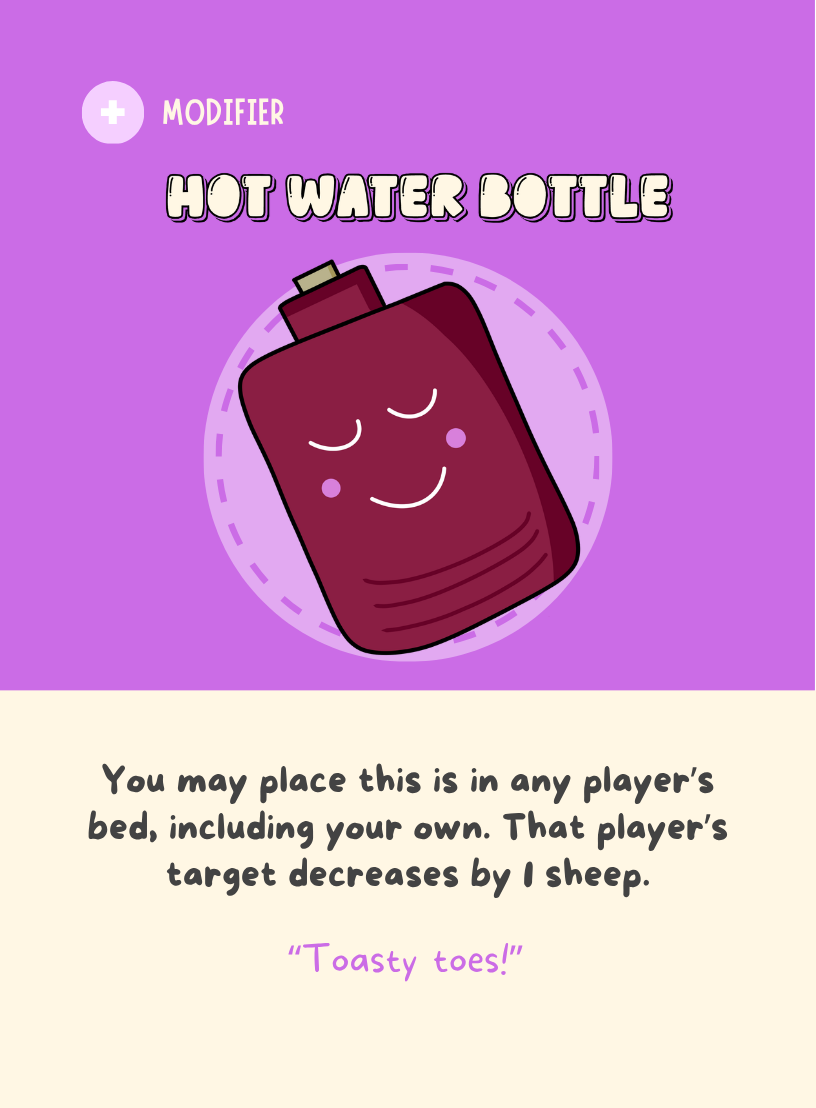 MODIFIER
HOT WATER BOTTLE
You may place this is in any player's
bed, including your own. That player's
target decreases by 1 sheep.
“Toasty toes!”